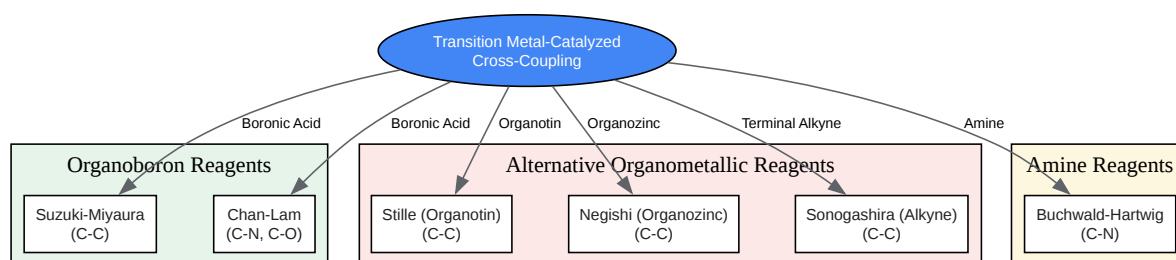 Transition Metal-Catalyzed
Cross-Coupling
Boronic Acid
Boronic Acid
Organotin
Organozinc
Terminal Alkyne
Amine
Organoboron Reagents
Alternative Organometallic Reagents
Amine Reagents
Suzuki-Miyaura
(C-C)
Chan-Lam
(C-N, C-O)
Stille (Organotin)
(C-C)
Negishi (Organozinc)
(C-C)
Sonogashira (Alkyne)
(C-C)
Buchwald-Hartwig
(C-N)